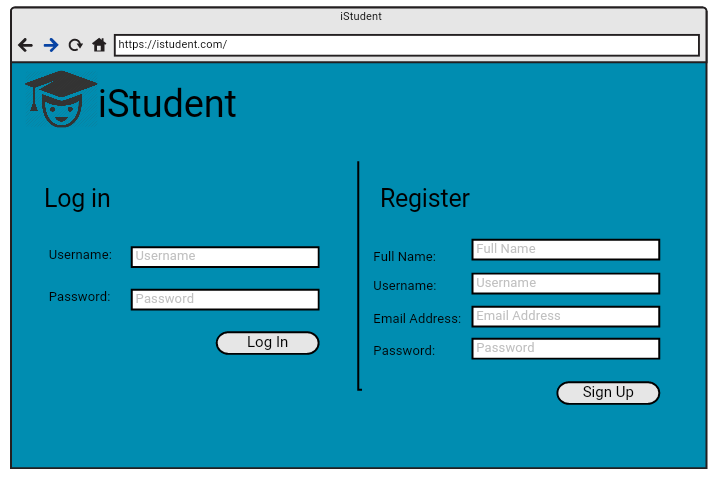 iStudent
https://istudent.com/
iStudent
Log in
Username:
Username
Password:
Password
Log In
Register
Full Name:
Full Name
Username:
Username
Email Address:
Email Address
Password:
Password
Sign Up